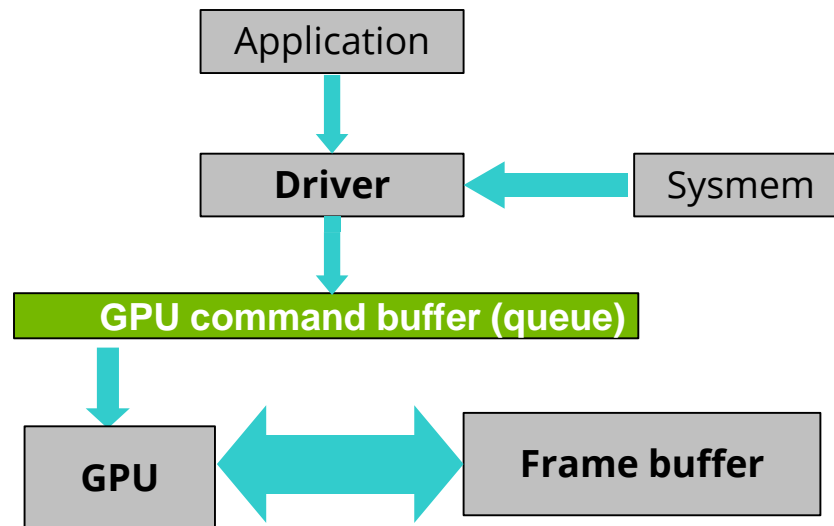 Application
Driver
Sysmem
GPU command buffer (queue)
GPU
Frame buffer